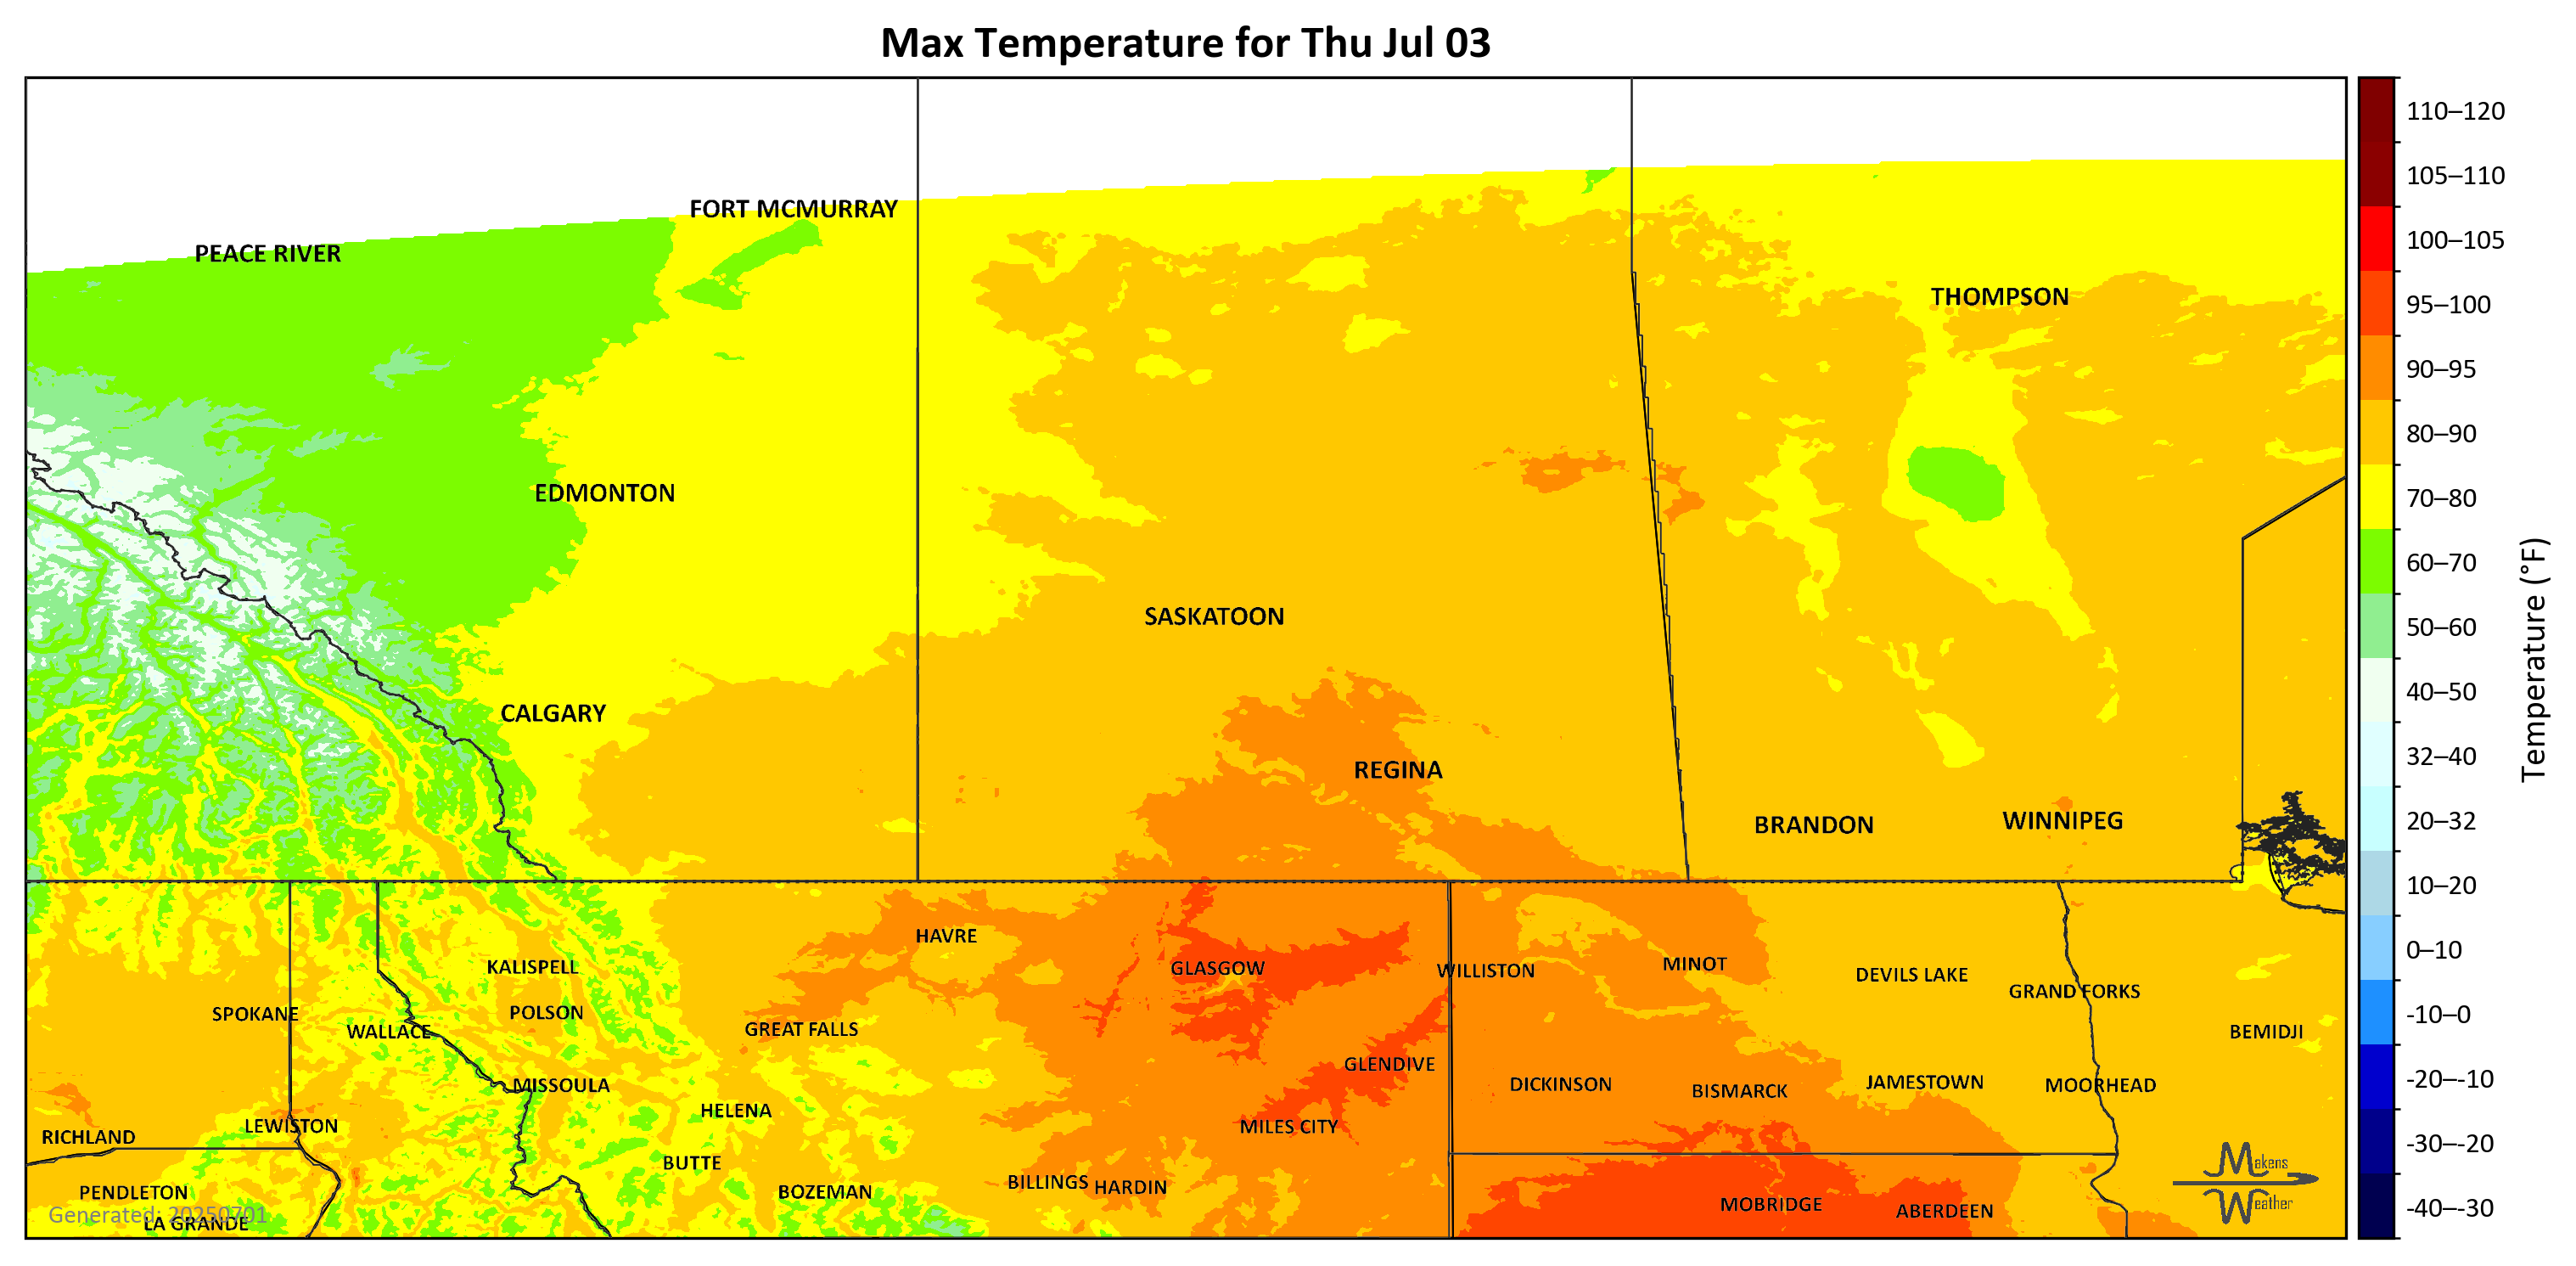 Max Temperature for Thu Jul 03
FORT MCMURRAY
PEACE RIVER
THOMPSON
EDMONTON
SASKATOON
CALGARY
REGINA
BRANDON
WINNIPEG
HAVRE
KALISPELL
GLASGOW
WILLISTON
MINOT
DEVILS LAKE
GRAND FORKS
SPOKANE
POLSON
WALLACE
GREAT FALLS
BEMIDJI
GLENDIVE
MISSOULA
DICKINSON
BISMARCK
JAMESTOWN
MOORHEAD
HELENA
LEWISTON
MILES CITY
RICHLAND
BUTTE
BILLINGS
HARDIN
PENDLETON
BOZEMAN
MOBRIDGE
ABERDEEN
LA GRANDE
Generated: 20250701
Makens
Weather
110–120
105–110
100–105
95–100
90–95
80–90
70–80
60–70
50–60
40–50
32–40
20–32
10–20
0–10
-10–0
-20–-10
-30–-20
-40–-30
Temperature (°F)